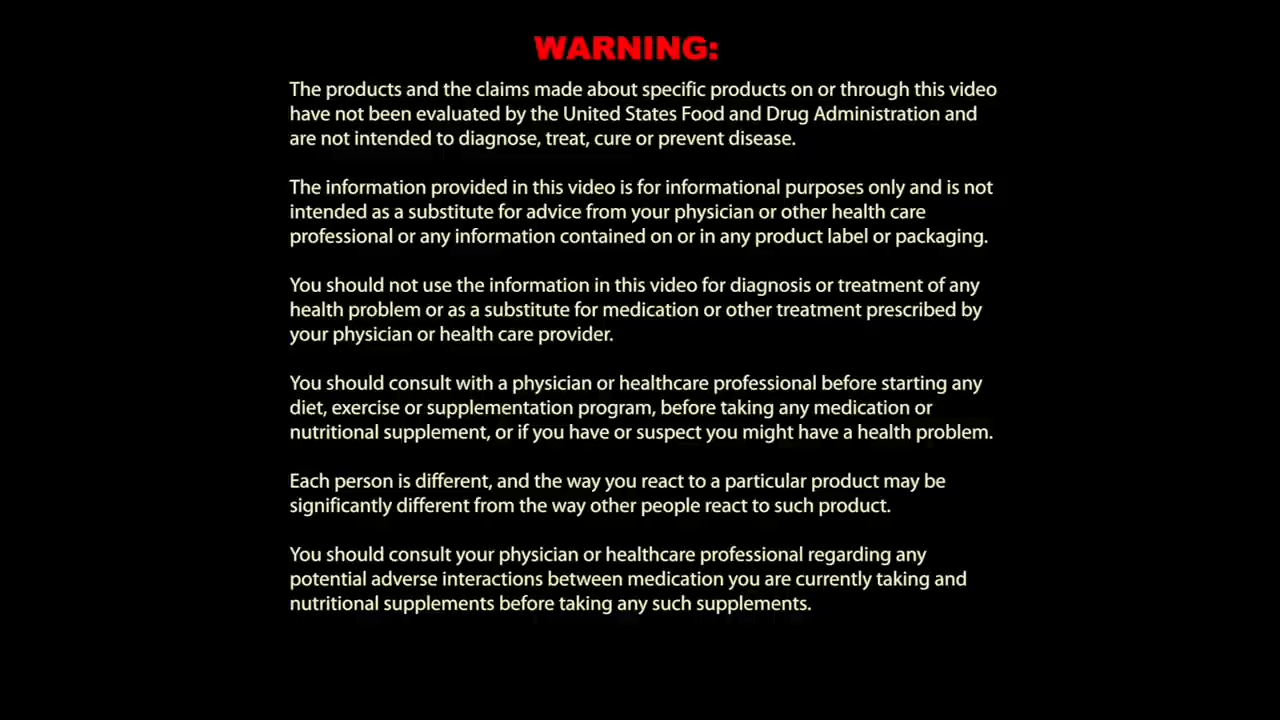 WARNING:
The products and the claims made about specific products on or through this video
have not been evaluated by the United States Food and Drug Administration and
are not intended to diagnose, treat, cure or prevent disease.
The information provided in this video is for informational purposes only and is not
intended as a substitute for advice from your physician or other health care
professional or any information contained on or in any product label or packaging.
You should not use the information in this video for diagnosis or treatment of any
health problem or as a substitute for medication or other treatment prescribed by
your physician or health care provider.
You should consult with a physician or healthcare professional before starting any
diet, exercise or supplementation program, before taking any medication or
nutritional supplement, or if you have or suspect you might have a health problem.
Each person is different, and the way you react to a particular product may be
significantly different from the way other people react to such product.
You should consult your physician or healthcare professional regarding any
potential adverse interactions between medication you are currently taking and
nutritional supplements before taking any such supplements.